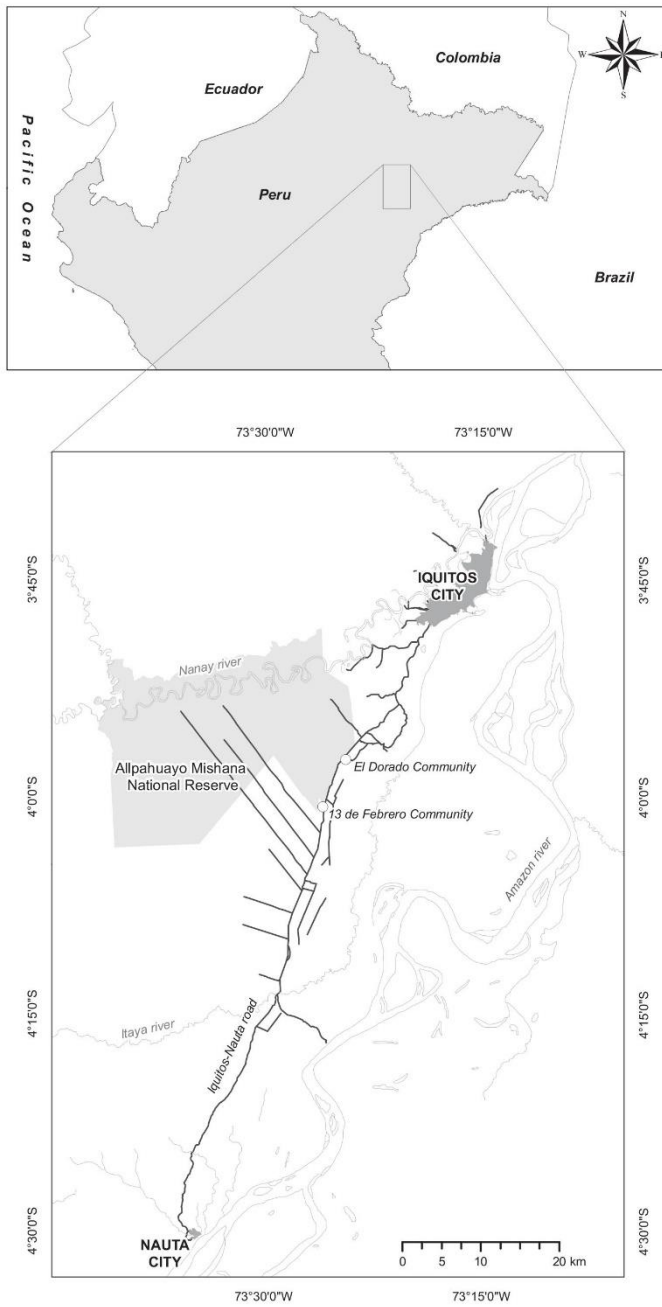 N
W
E
S
Colombia
Ecuador
Pacific Ocean
Peru
Brazil
73°30'0"W
73°15'0"W
3°45'0"S
3°45'0"S
IQUITOS
CITY
Nanay river
Allpahuayo Mishana
National Reserve
El Dorado Community
4°0'0"S
4°0'0"S
13 de Febrero Community
Amazon river
4°15'0"S
4°15'0"S
Itaya river
Iquitos-Nauta road
4°30'0"S
4°30'0"S
NAUTA
CITY
0 5 10 20 km
73°30'0"W
73°15'0"W